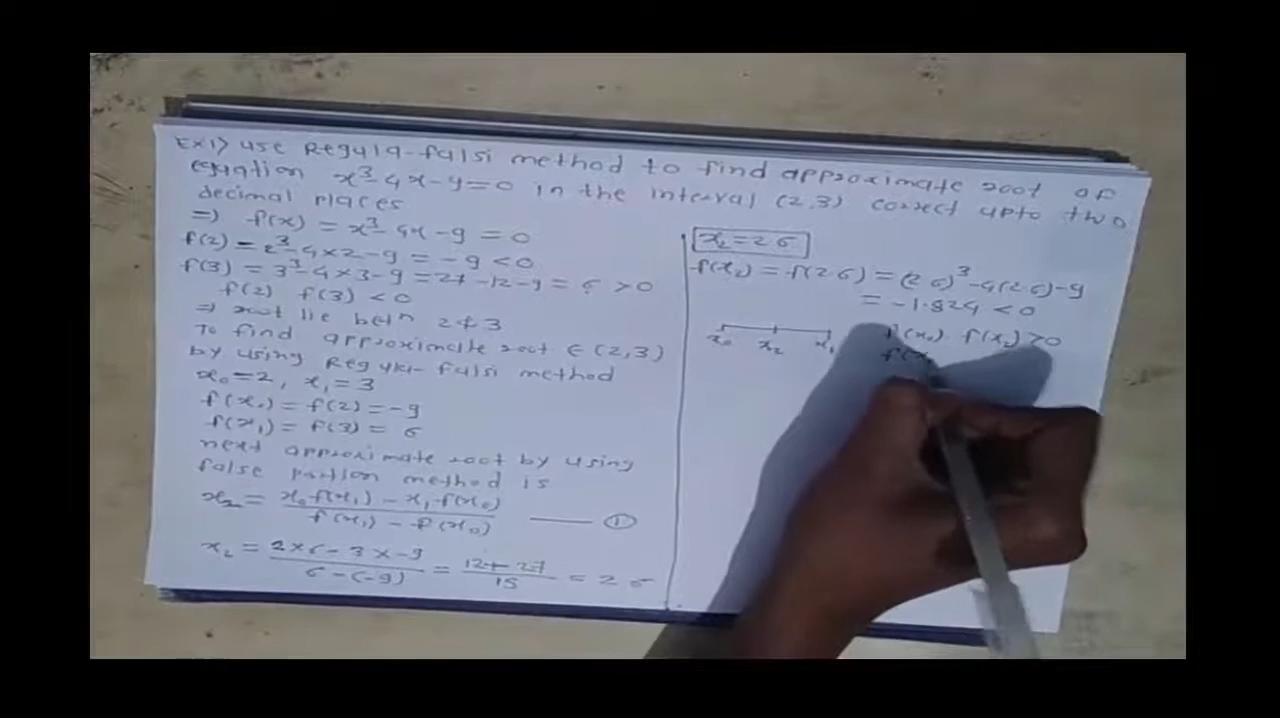 Ex1) use Regula-falsi method to find approximate root of
equation x³-4x-9=0 in the interval (2,3) correct upto two
decimal places
⇒) f(x) = x³-4x-9 = 0
f(2) = 2³-4×2-9 = -9 < 0
f(3) = 3³-4×3-9 = 27-12-9 = 6 > 0
f(2) f(3) < 0
⇒ root lie betⁿ 2 & 3
To find approximate root ∈ (2,3)
by using Regula-falsi method
x₀=2, x₁=3
f(x₀) = f(2) = -9
f(x₁) = f(3) = 6
next approximate root by using
false method is
x₂ = x₀f(x₁) - x₁f(x₀) / f(x₁) - f(x₀) —— ①
x₂ = 2×6-3×-9 / 6-(-9) = 12+27 / 15 = 2.6
x₂=2.6
f(x₂) = f(2.6) = (2.6)³-4(2.6)-9
= -1.824 < 0
x₀ x₂ x₁
f(x₀) f(x₂) > 0
f(x